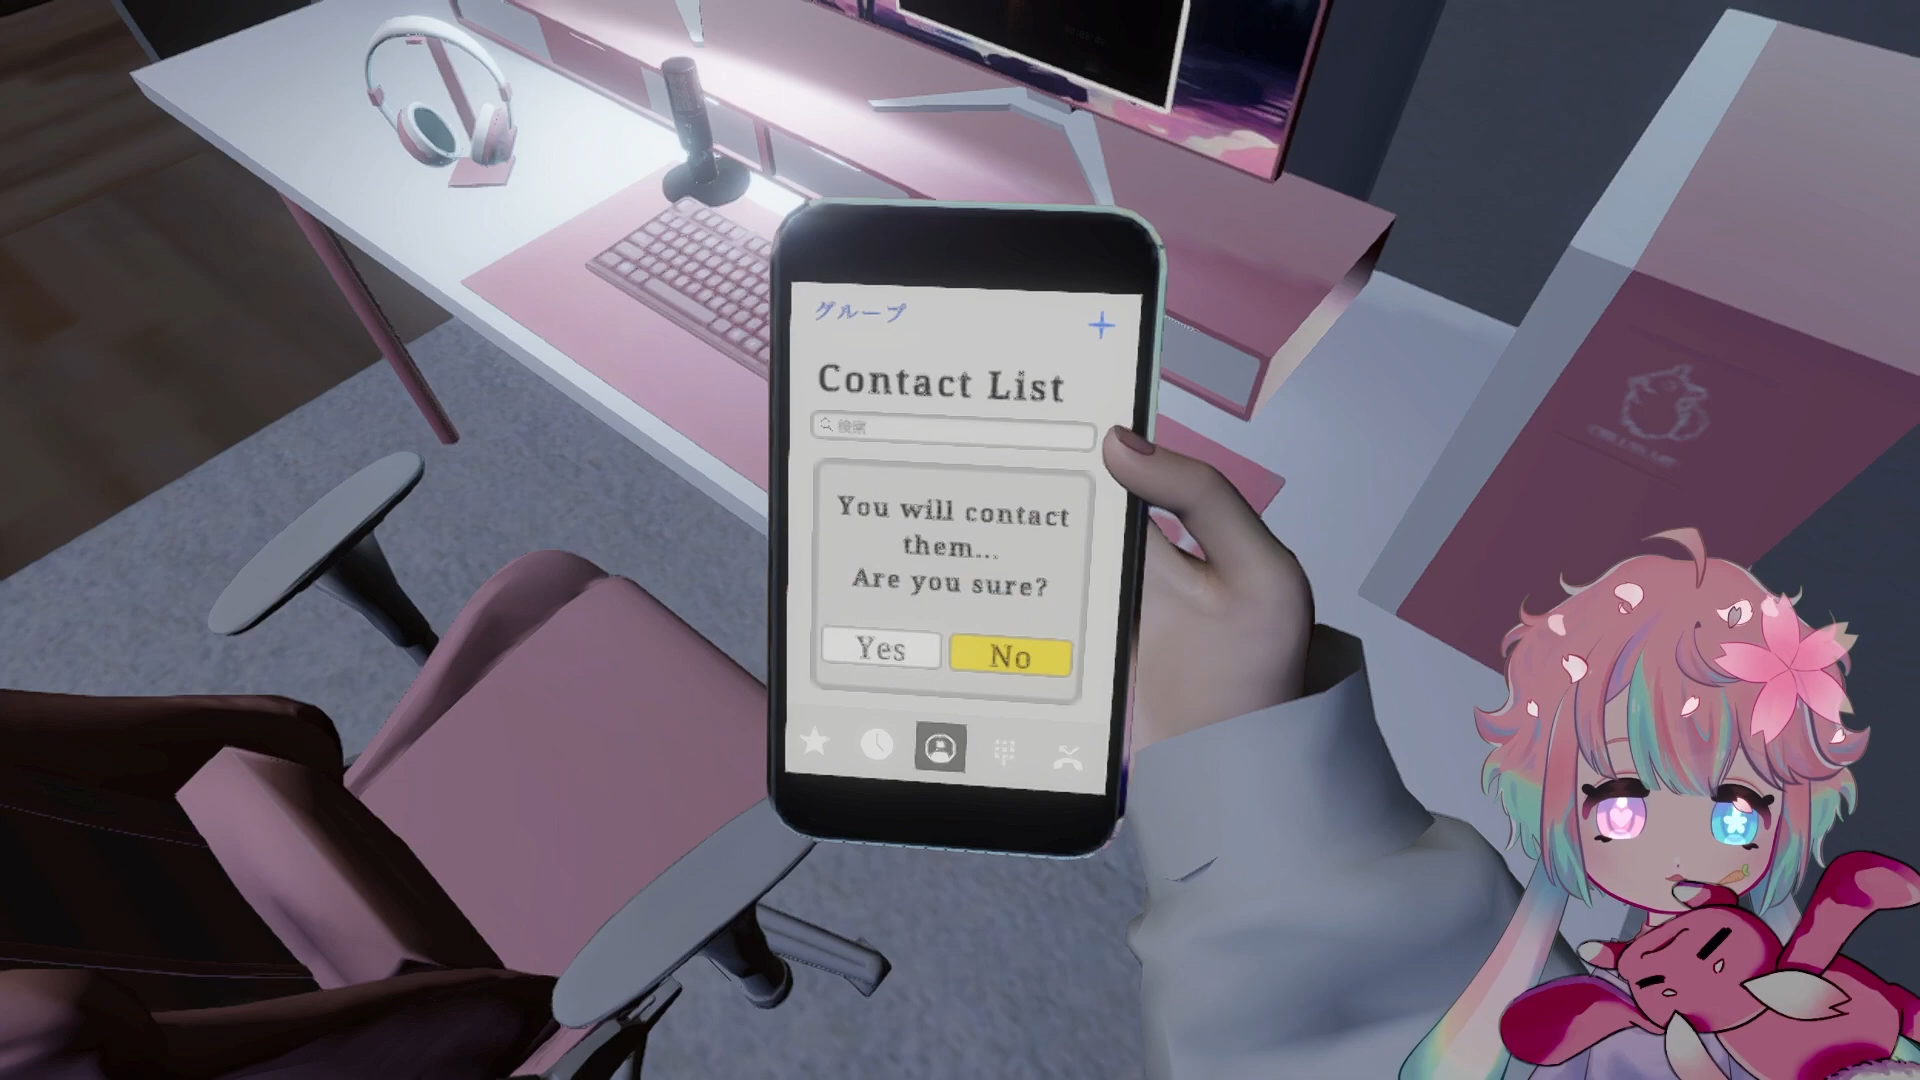 グループ
+
Contact List
検索
You will contact
them...
Are you sure?
Yes
No